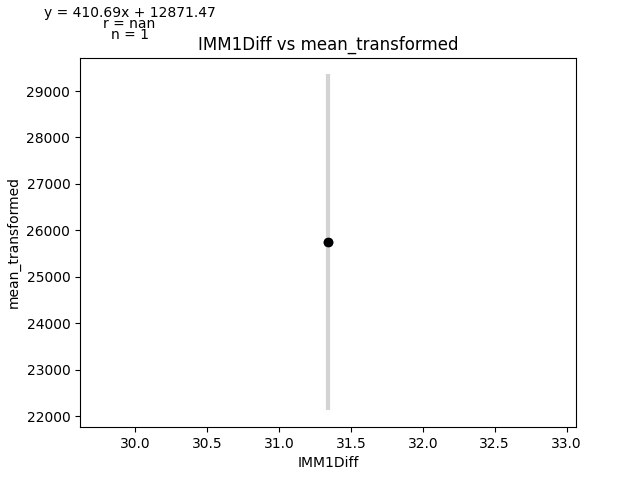 y = 410.69x + 12871.47
r = nan
n = 1
IMM1Diff vs mean_transformed
29000
28000
27000
26000
25000
24000
23000
22000
mean_transformed
30.0 30.5 31.0 31.5 32.0 32.5 33.0
IMM1Diff